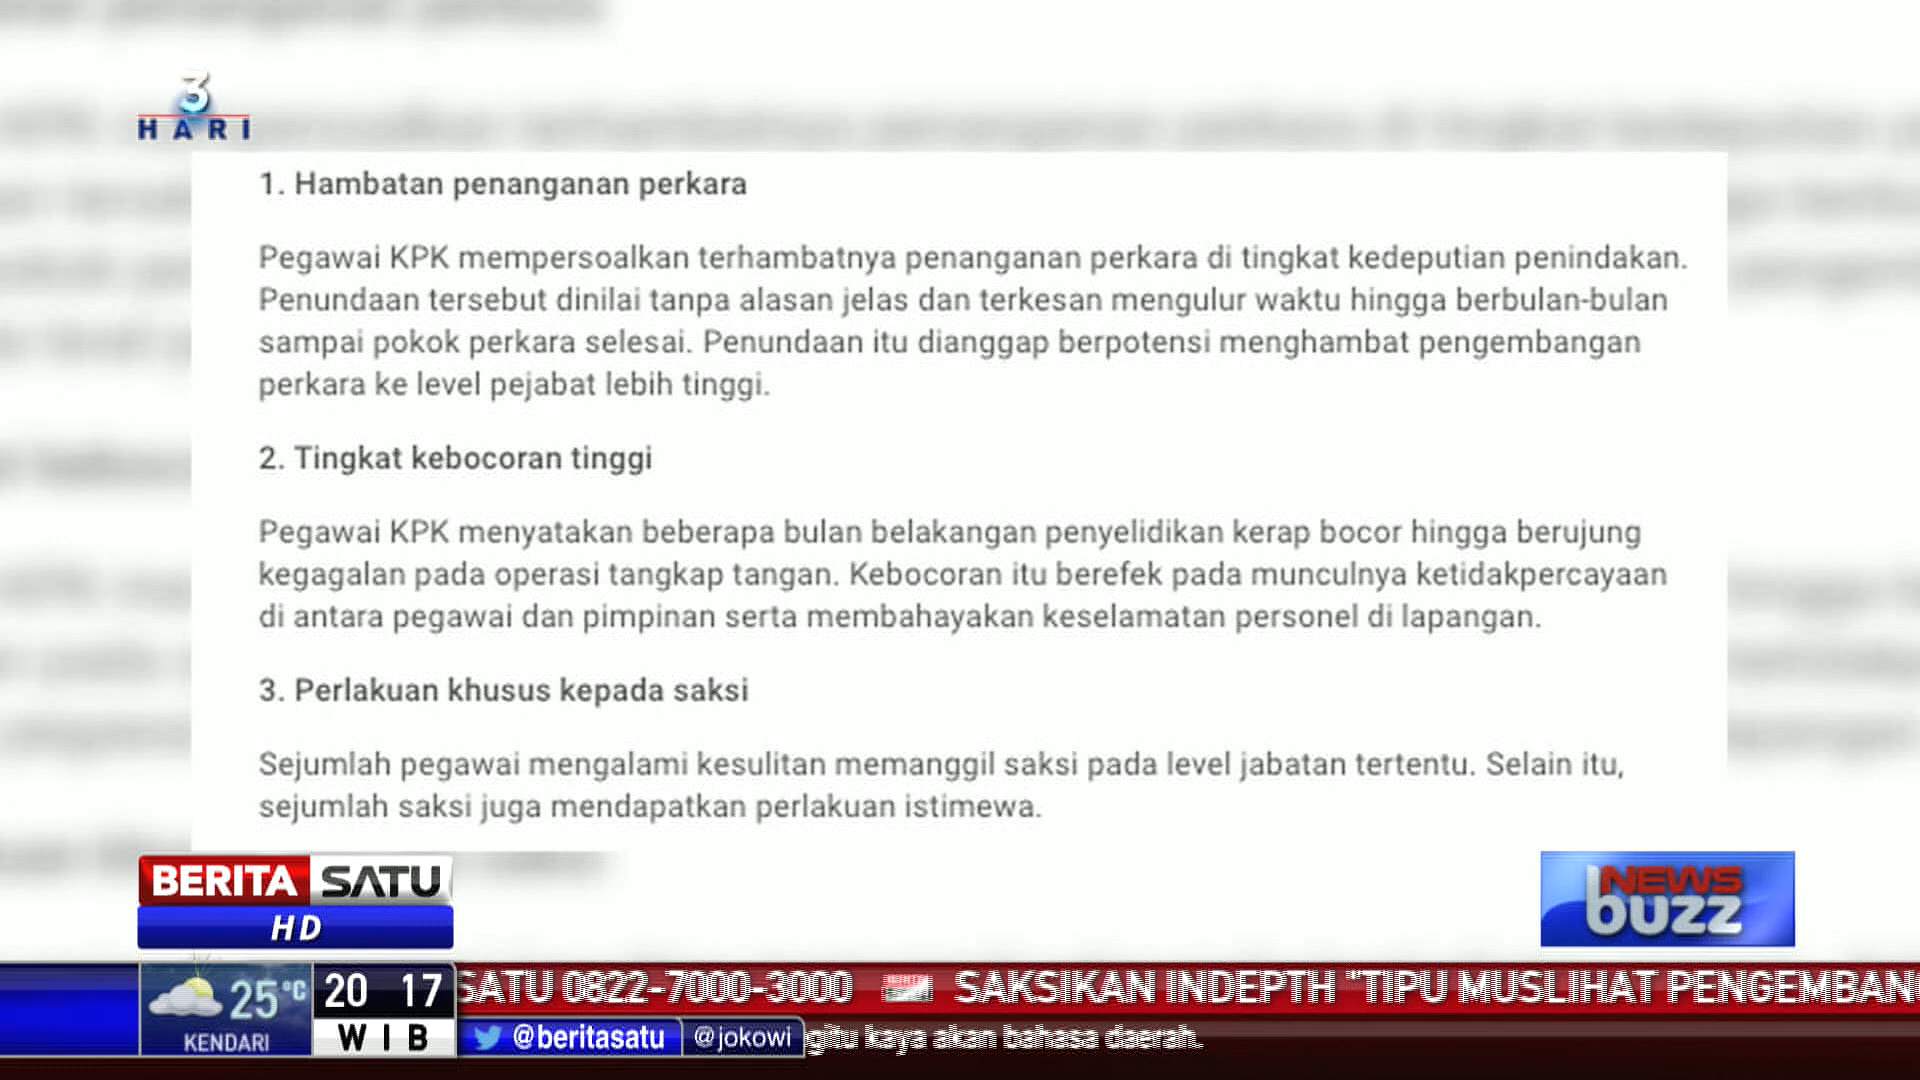 3
HARI
1. Hambatan penanganan perkara
Pegawai KPK mempersoalkan terhambatnya penanganan perkara di tingkat kedeputian penindakan.
Penundaan tersebut dinilai tanpa alasan jelas dan terkesan mengulur waktu hingga berbulan-bulan
sampai pokok perkara selesai. Penundaan itu dianggap berpotensi menghambat pengembangan
perkara ke level pejabat lebih tinggi.
2. Tingkat kebocoran tinggi
Pegawai KPK menyatakan beberapa bulan belakangan penyelidikan kerap bocor hingga berujung
kegagalan pada operasi tangkap tangan. Kebocoran itu berefek pada munculnya ketidakpercayaan
di antara pegawai dan pimpinan serta membahayakan keselamatan personel di lapangan.
3. Perlakuan khusus kepada saksi
Sejumlah pegawai mengalami kesulitan memanggil saksi pada level jabatan tertentu. Selain itu,
sejumlah saksi juga mendapatkan perlakuan istimewa.
BERITA SATU
HD
NEWS
buzz
25°C
KENDARI
20 17
WIB
SATU 0822-7000-3000 SAKSIKAN INDEPTH "TIPU MUSLIHAT PENGEMBANG
@beritasatu @jokowi gitu kaya akan bahasa daerah.